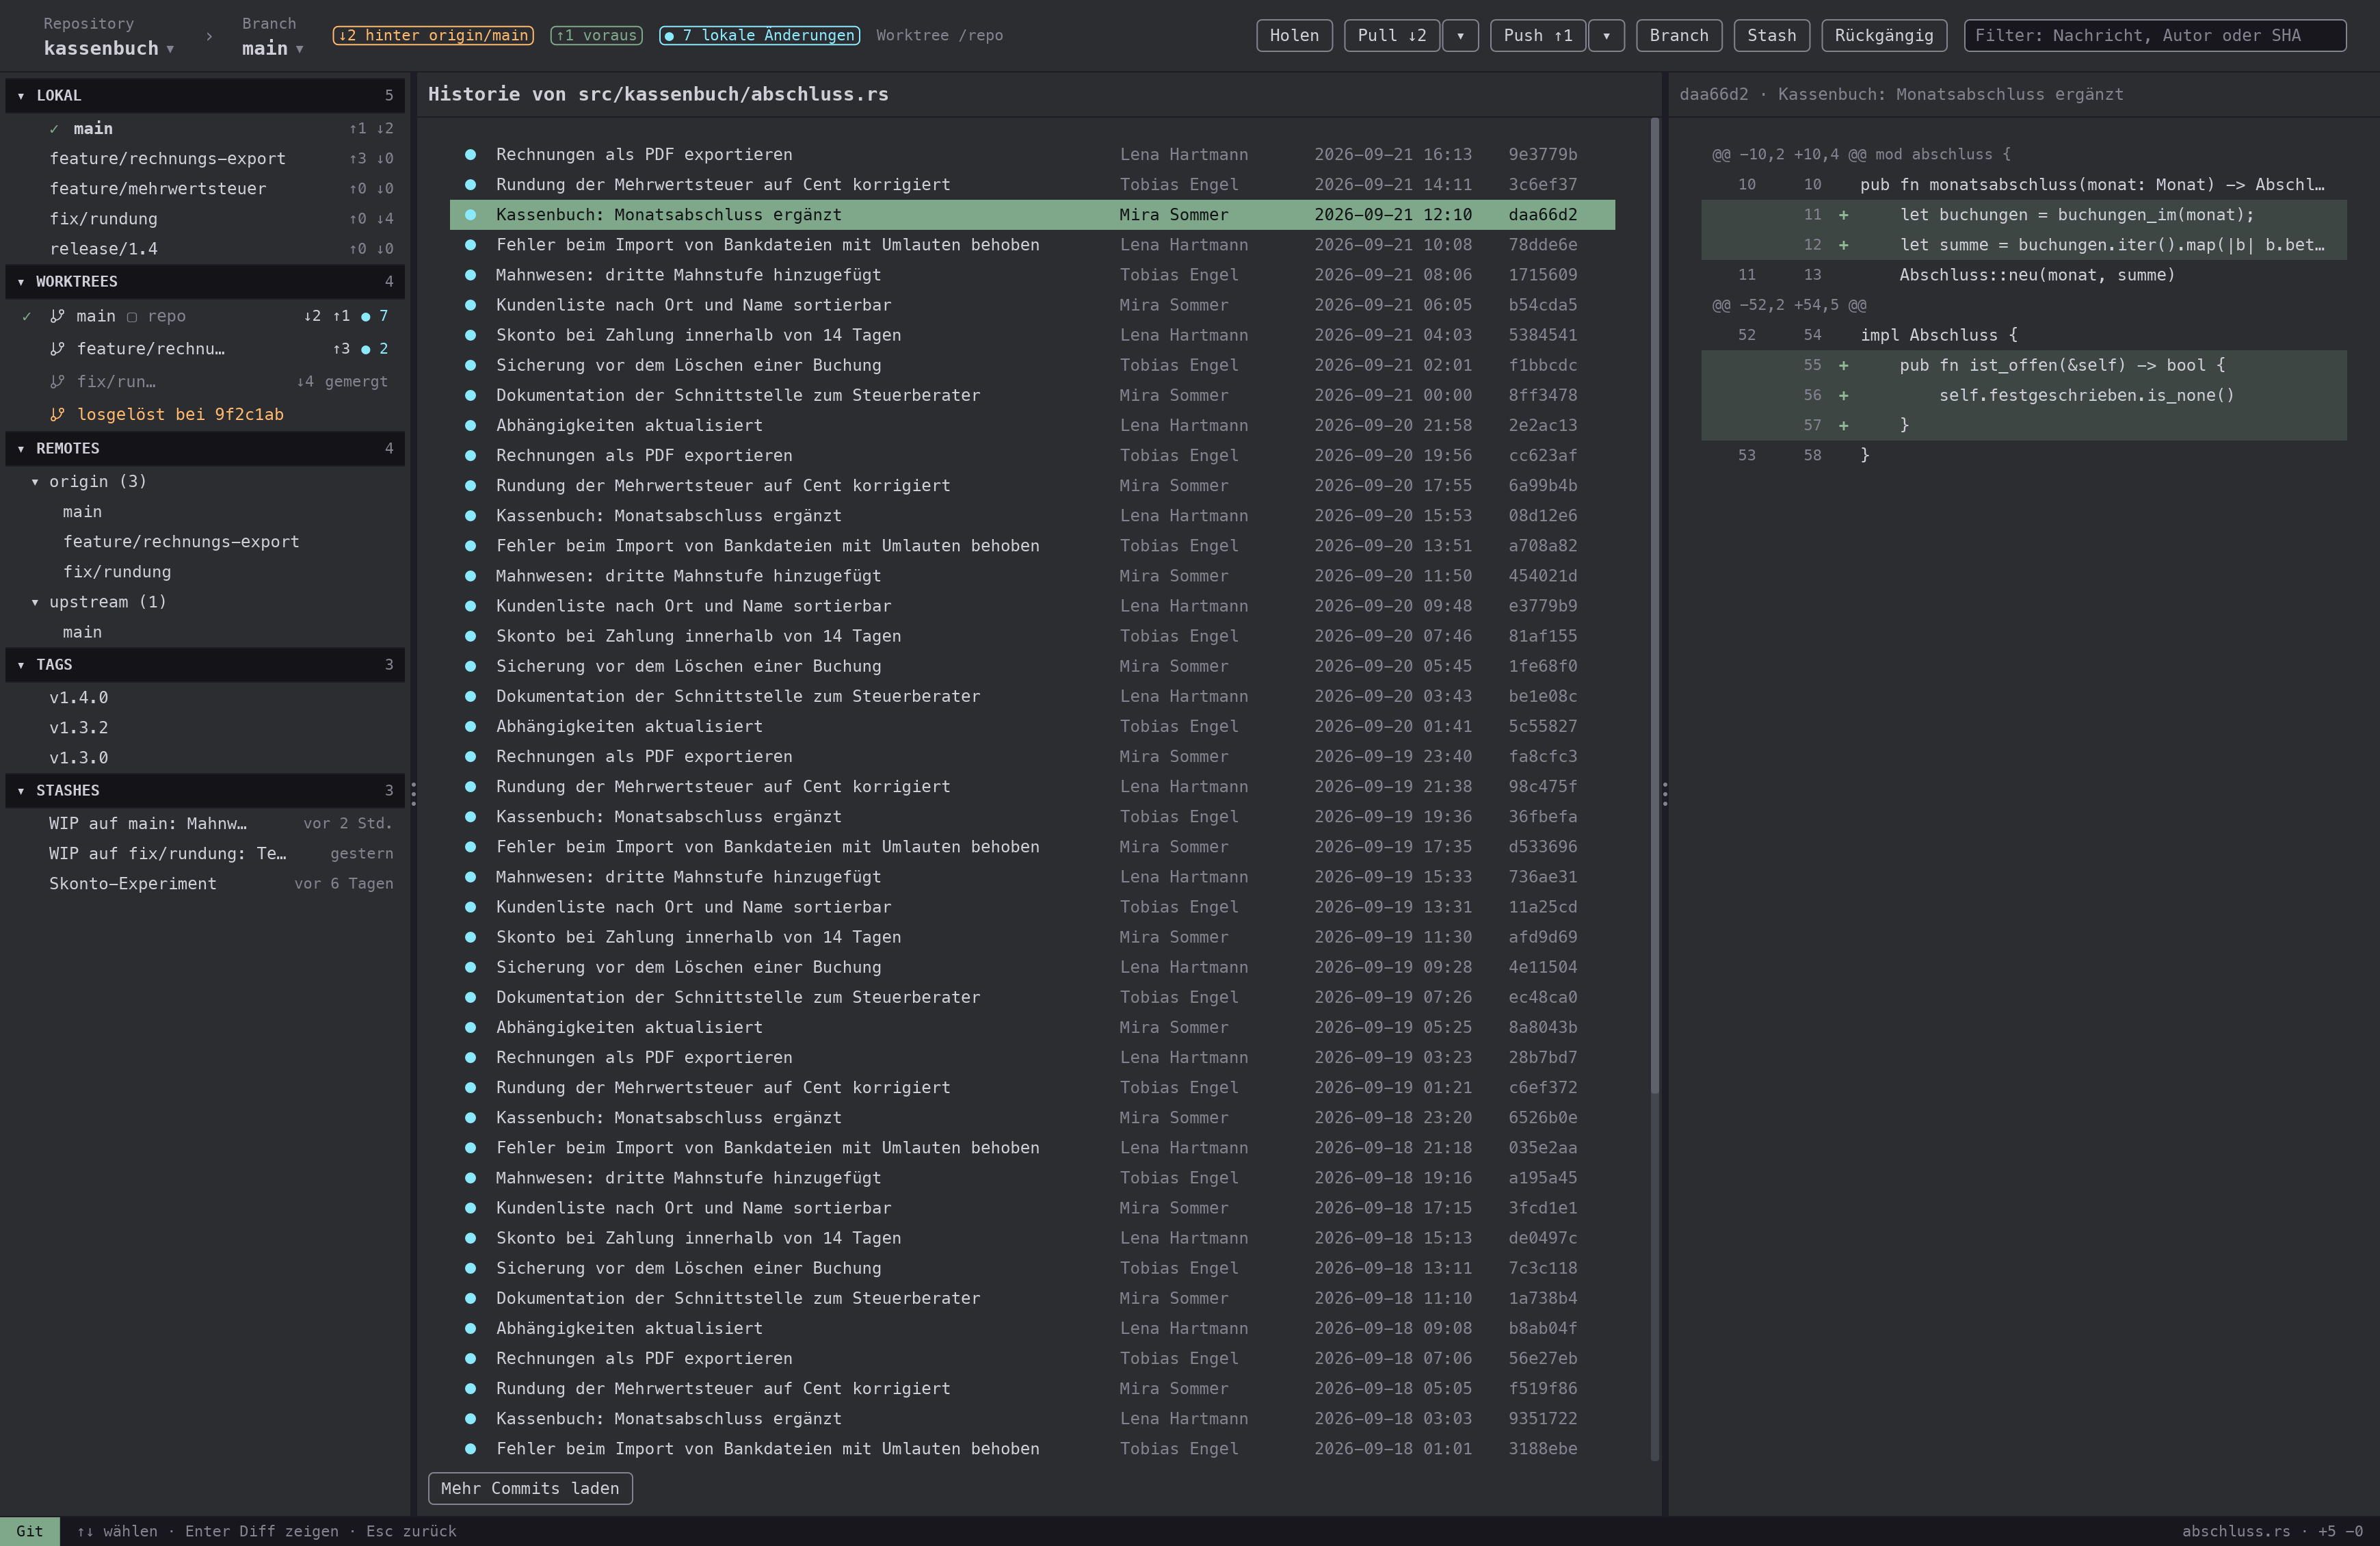 Repository
kassenbuch ▾
›
Branch
main ▾
↓2 hinter origin/main
↑1 voraus
● 7 lokale Änderungen
Worktree /repo
Holen
Pull ↓2 ▾
Push ↑1 ▾
Branch
Stash
Rückgängig
Filter: Nachricht, Autor oder SHA
▾ LOKAL 5
✓ main ↑1 ↓2
feature/rechnungs-export ↑3 ↓0
feature/mehrwertsteuer ↑0 ↓0
fix/rundung ↑0 ↓4
release/1.4 ↑0 ↓0
▾ WORKTREES 4
✓ main ▢ repo ↓2 ↑1 ● 7
feature/rechnu… ↑3 ● 2
fix/run… ↓4 gemergt
losgelöst bei 9f2c1ab
▾ REMOTES 4
▾ origin (3)
main
feature/rechnungs-export
fix/rundung
▾ upstream (1)
main
▾ TAGS 3
v1.4.0
v1.3.2
v1.3.0
▾ STASHES 3
WIP auf main: Mahnw… vor 2 Std.
WIP auf fix/rundung: Te… gestern
Skonto-Experiment vor 6 Tagen
Historie von src/kassenbuch/abschluss.rs
Rechnungen als PDF exportieren Lena Hartmann 2026-09-21 16:13 9e3779b
Rundung der Mehrwertsteuer auf Cent korrigiert Tobias Engel 2026-09-21 14:11 3c6ef37
Kassenbuch: Monatsabschluss ergänzt Mira Sommer 2026-09-21 12:10 daa66d2
Fehler beim Import von Bankdateien mit Umlauten behoben Lena Hartmann 2026-09-21 10:08 78dde6e
Mahnwesen: dritte Mahnstufe hinzugefügt Tobias Engel 2026-09-21 08:06 1715609
Kundenliste nach Ort und Name sortierbar Mira Sommer 2026-09-21 06:05 b54cda5
Skonto bei Zahlung innerhalb von 14 Tagen Lena Hartmann 2026-09-21 04:03 5384541
Sicherung vor dem Löschen einer Buchung Tobias Engel 2026-09-21 02:01 f1bbcdc
Dokumentation der Schnittstelle zum Steuerberater Mira Sommer 2026-09-21 00:00 8ff3478
Abhängigkeiten aktualisiert Lena Hartmann 2026-09-20 21:58 2e2ac13
Rechnungen als PDF exportieren Tobias Engel 2026-09-20 19:56 cc623af
Rundung der Mehrwertsteuer auf Cent korrigiert Mira Sommer 2026-09-20 17:55 6a99b4b
Kassenbuch: Monatsabschluss ergänzt Lena Hartmann 2026-09-20 15:53 08d12e6
Fehler beim Import von Bankdateien mit Umlauten behoben Tobias Engel 2026-09-20 13:51 a708a82
Mahnwesen: dritte Mahnstufe hinzugefügt Mira Sommer 2026-09-20 11:50 454021d
Kundenliste nach Ort und Name sortierbar Lena Hartmann 2026-09-20 09:48 e3779b9
Skonto bei Zahlung innerhalb von 14 Tagen Tobias Engel 2026-09-20 07:46 81af155
Sicherung vor dem Löschen einer Buchung Mira Sommer 2026-09-20 05:45 1fe68f0
Dokumentation der Schnittstelle zum Steuerberater Lena Hartmann 2026-09-20 03:43 be1e08c
Abhängigkeiten aktualisiert Tobias Engel 2026-09-20 01:41 5c55827
Rechnungen als PDF exportieren Mira Sommer 2026-09-19 23:40 fa8cfc3
Rundung der Mehrwertsteuer auf Cent korrigiert Lena Hartmann 2026-09-19 21:38 98c475f
Kassenbuch: Monatsabschluss ergänzt Tobias Engel 2026-09-19 19:36 36fbefa
Fehler beim Import von Bankdateien mit Umlauten behoben Mira Sommer 2026-09-19 17:35 d533696
Mahnwesen: dritte Mahnstufe hinzugefügt Lena Hartmann 2026-09-19 15:33 736ae31
Kundenliste nach Ort und Name sortierbar Tobias Engel 2026-09-19 13:31 11a25cd
Skonto bei Zahlung innerhalb von 14 Tagen Mira Sommer 2026-09-19 11:30 afd9d69
Sicherung vor dem Löschen einer Buchung Lena Hartmann 2026-09-19 09:28 4e11504
Dokumentation der Schnittstelle zum Steuerberater Tobias Engel 2026-09-19 07:26 ec48ca0
Abhängigkeiten aktualisiert Mira Sommer 2026-09-19 05:25 8a8043b
Rechnungen als PDF exportieren Lena Hartmann 2026-09-19 03:23 28b7bd7
Rundung der Mehrwertsteuer auf Cent korrigiert Tobias Engel 2026-09-19 01:21 c6ef372
Kassenbuch: Monatsabschluss ergänzt Mira Sommer 2026-09-18 23:20 6526b0e
Fehler beim Import von Bankdateien mit Umlauten behoben Lena Hartmann 2026-09-18 21:18 035e2aa
Mahnwesen: dritte Mahnstufe hinzugefügt Tobias Engel 2026-09-18 19:16 a195a45
Kundenliste nach Ort und Name sortierbar Mira Sommer 2026-09-18 17:15 3fcd1e1
Skonto bei Zahlung innerhalb von 14 Tagen Lena Hartmann 2026-09-18 15:13 de0497c
Sicherung vor dem Löschen einer Buchung Tobias Engel 2026-09-18 13:11 7c3c118
Dokumentation der Schnittstelle zum Steuerberater Mira Sommer 2026-09-18 11:10 1a738b4
Abhängigkeiten aktualisiert Lena Hartmann 2026-09-18 09:08 b8ab04f
Rechnungen als PDF exportieren Tobias Engel 2026-09-18 07:06 56e27eb
Rundung der Mehrwertsteuer auf Cent korrigiert Mira Sommer 2026-09-18 05:05 f519f86
Kassenbuch: Monatsabschluss ergänzt Lena Hartmann 2026-09-18 03:03 9351722
Fehler beim Import von Bankdateien mit Umlauten behoben Tobias Engel 2026-09-18 01:01 3188ebe
Mehr Commits laden
daa66d2 · Kassenbuch: Monatsabschluss ergänzt
@@ -10,2 +10,4 @@ mod abschluss {
10 10 pub fn monatsabschluss(monat: Monat) -> Abschl…
11 + let buchungen = buchungen_im(monat);
12 + let summe = buchungen.iter().map(|b| b.bet…
11 13 Abschluss::neu(monat, summe)
@@ -52,2 +54,5 @@
52 54 impl Abschluss {
55 + pub fn ist_offen(&self) -> bool {
56 + self.festgeschrieben.is_none()
57 + }
53 58 }
Git
↑↓ wählen · Enter Diff zeigen · Esc zurück
abschluss.rs · +5 −0